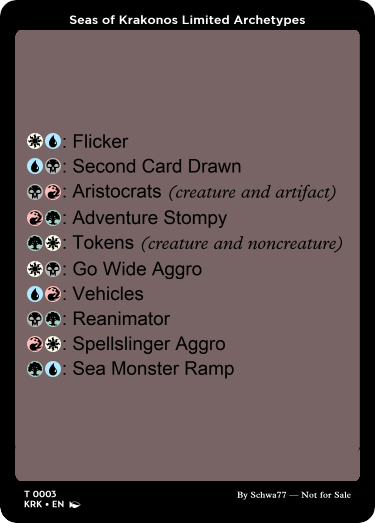 Seas of Krakonos Limited Archetypes
: Flicker
: Second Card Drawn
: Aristocrats (creature and artifact)
: Adventure Stompy
: Tokens (creature and noncreature)
: Go Wide Aggro
: Vehicles
: Reanimator
: Spellslinger Aggro
: Sea Monster Ramp
T 0003
KRK • EN
By Schwa77 — Not for Sale